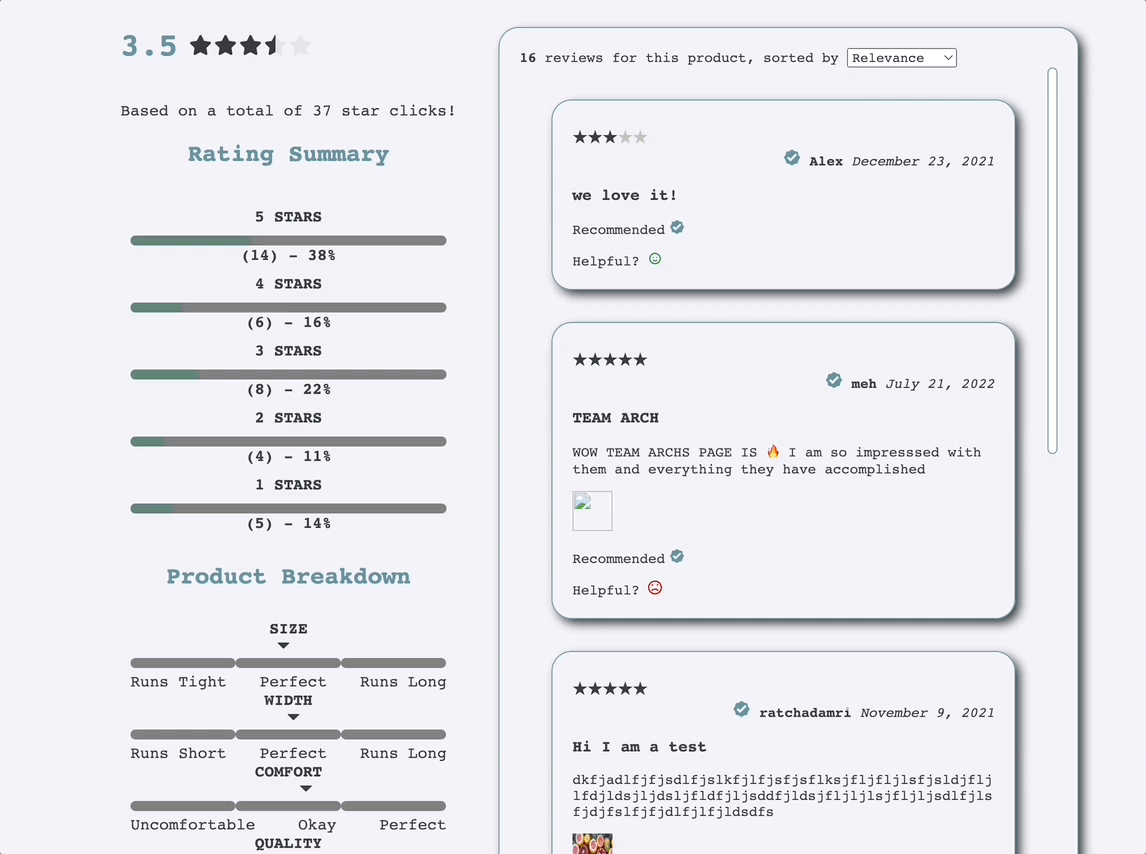 3.5
Based on a total of 37 star clicks!
Rating Summary
5 STARS
(14) - 38%
4 STARS
(6) - 16%
3 STARS
(8) - 22%
2 STARS
(4) - 11%
1 STARS
(5) - 14%
Product Breakdown
SIZE
Runs Tight Perfect Runs Long
WIDTH
Runs Short Perfect Runs Long
COMFORT
Uncomfortable Okay Perfect
QUALITY
16 reviews for this product, sorted by Relevance
Alex December 23, 2021
we love it!
Recommended
Helpful?
meh July 21, 2022
TEAM ARCH
WOW TEAM ARCHS PAGE IS 🔥 I am so impresssed with
them and everything they have accomplished
Recommended
Helpful?
ratchadamri November 9, 2021
Hi I am a test
dkfjadlfjfjsdlfjslkfjlfjsfjsflksjfljfljlsfjsldjflj
lfdjldsjljdsljfldfjljsddfjldsjfljljlsjfljljsdlfjls
fjdjfslfjfjdlfjlfjldsdfs